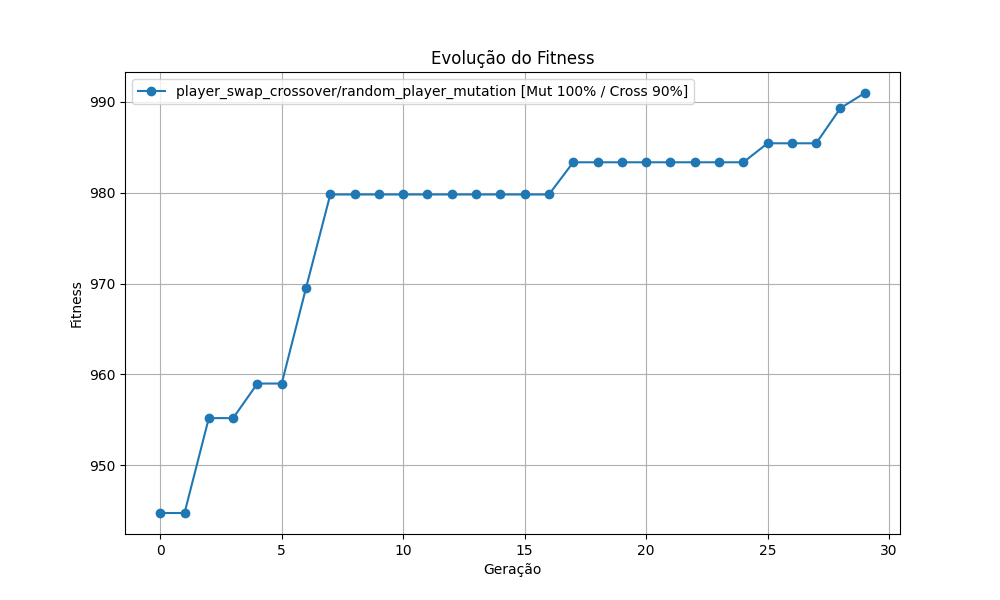 Evolução do Fitness
player_swap_crossover/random_player_mutation [Mut 100% / Cross 90%]
990
980
970
960
950
Fitness
0 5 10 15 20 25 30
Geração